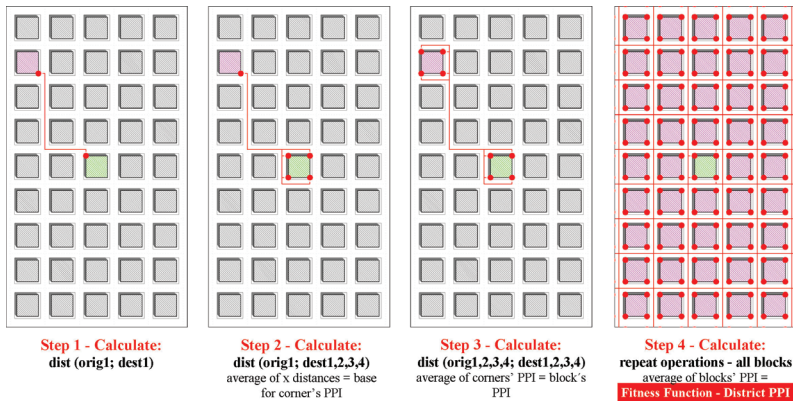 Step 1 - Calculate:
dist (orig1; dest1)
Step 2 - Calculate:
dist (orig1; dest1,2,3,4)
average of x distances = base
for corner's PPI
Step 3 - Calculate:
dist (orig1,2,3,4; dest1,2,3,4)
average of corners' PPI = block´s
PPI
Step 4 - Calculate:
repeat operations - all blocks
average of blocks' PPI =
Fitness Function - District PPI